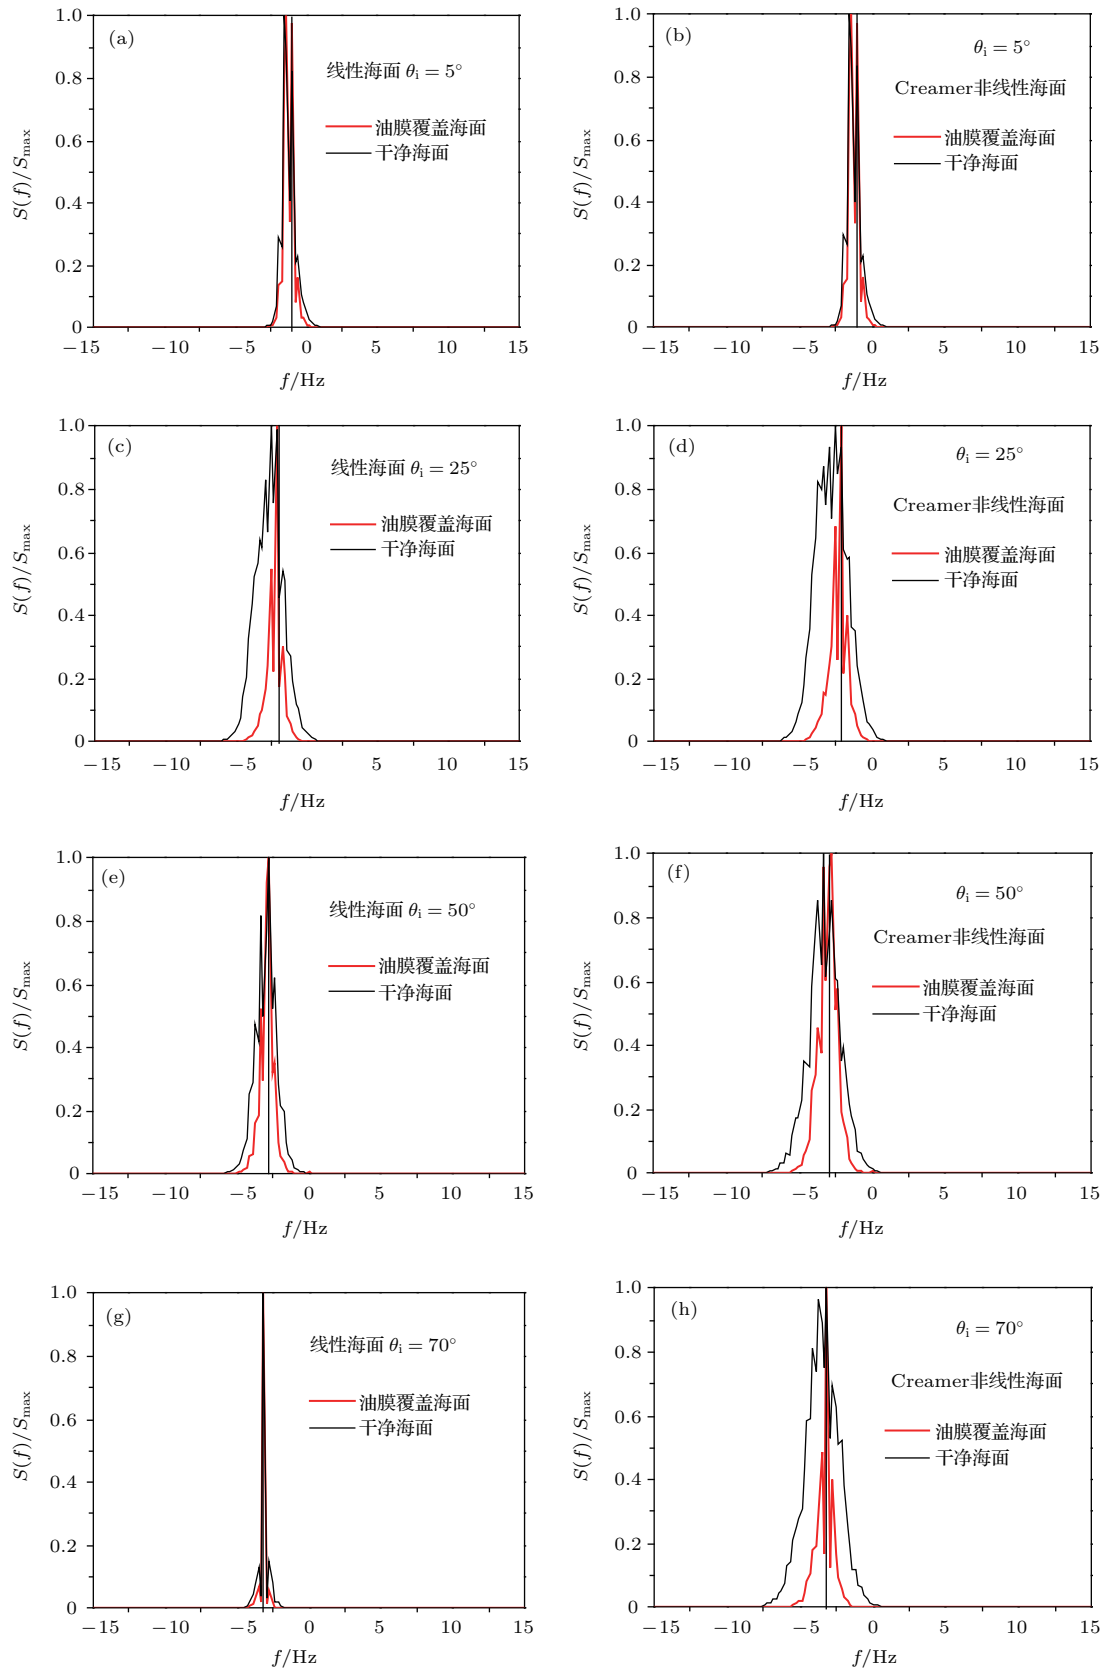 (a)
线性海面 θi = 5°
油膜覆盖海面
干净海面
1.0
0.8
0.6
0.4
0.2
0
S(f)/Smax
−15 −10 −5 0 5 10 15
f/Hz
(b)
θi = 5°
Creamer非线性海面
油膜覆盖海面
干净海面
1.0
0.8
0.6
0.4
0.2
0
S(f)/Smax
−15 −10 −5 0 5 10 15
f/Hz
(c)
线性海面 θi = 25°
油膜覆盖海面
干净海面
1.0
0.8
0.6
0.4
0.2
0
S(f)/Smax
−15 −10 −5 0 5 10 15
f/Hz
(d)
θi = 25°
Creamer非线性海面
油膜覆盖海面
干净海面
1.0
0.8
0.6
0.4
0.2
0
S(f)/Smax
−15 −10 −5 0 5 10 15
f/Hz
(e)
线性海面 θi = 50°
油膜覆盖海面
干净海面
1.0
0.8
0.6
0.4
0.2
0
S(f)/Smax
−15 −10 −5 0 5 10 15
f/Hz
(f)
θi = 50°
Creamer非线性海面
油膜覆盖海面
干净海面
1.0
0.8
0.6
0.4
0.2
0
S(f)/Smax
−15 −10 −5 0 5 10 15
f/Hz
(g)
线性海面 θi = 70°
油膜覆盖海面
干净海面
1.0
0.8
0.6
0.4
0.2
0
S(f)/Smax
−15 −10 −5 0 5 10 15
f/Hz
(h)
θi = 70°
Creamer非线性海面
油膜覆盖海面
干净海面
1.0
0.8
0.6
0.4
0.2
0
S(f)/Smax
−15 −10 −5 0 5 10 15
f/Hz